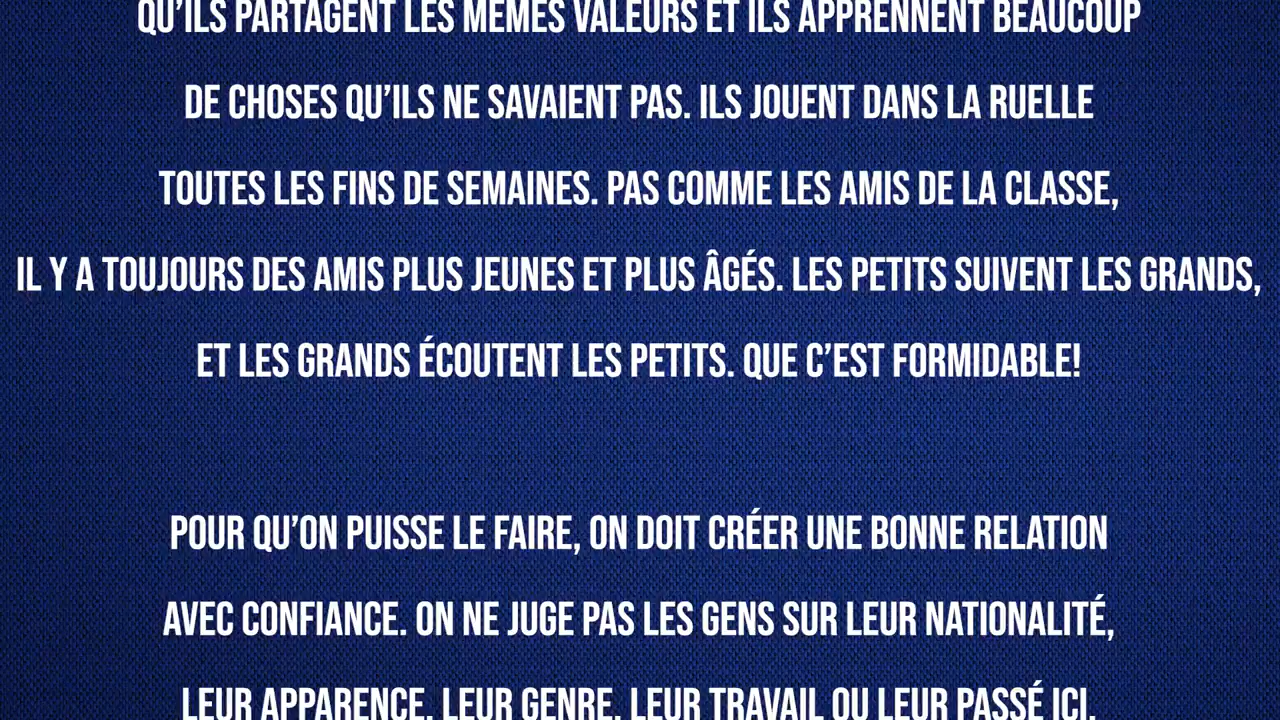 QU'ILS PARTAGENT LES MÊMES VALEURS ET ILS APPRENNENT BEAUCOUP
DE CHOSES QU'ILS NE SAVAIENT PAS. ILS JOUENT DANS LA RUELLE
TOUTES LES FINS DE SEMAINES. PAS COMME LES AMIS DE LA CLASSE,
IL Y A TOUJOURS DES AMIS PLUS JEUNES ET PLUS ÂGÉS. LES PETITS SUIVENT LES GRANDS,
ET LES GRANDS ÉCOUTENT LES PETITS. QUE C'EST FORMIDABLE!
POUR QU'ON PUISSE LE FAIRE, ON DOIT CRÉER UNE BONNE RELATION
AVEC CONFIANCE. ON NE JUGE PAS LES GENS SUR LEUR NATIONALITÉ,
LEUR APPARENCE, LEUR GENRE, LEUR TRAVAIL OU LEUR PASSÉ ICI.